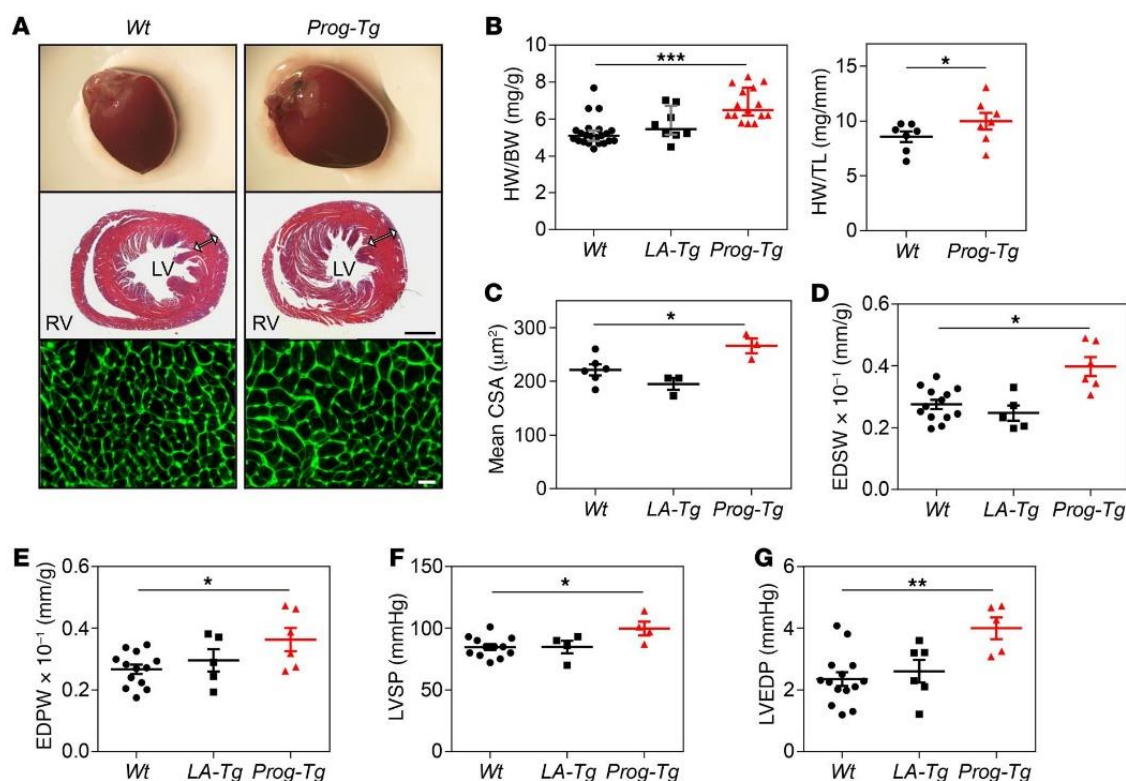 A
Wt
Prog-Tg
LV
RV
LV
RV
B
HW/BW (mg/g)
10
8
6
4
2
0
***
Wt
LA-Tg
Prog-Tg
HW/TL (mg/mm)
15
10
5
0
*
Wt
Prog-Tg
C
Mean CSA (μm²)
300
200
100
0
*
Wt
LA-Tg
Prog-Tg
D
EDSW × 10⁻¹ (mm/g)
0.6
0.4
0.2
0.0
*
Wt
LA-Tg
Prog-Tg
E
EDPW × 10⁻¹ (mm/g)
0.6
0.4
0.2
0.0
*
Wt
LA-Tg
Prog-Tg
F
LVSP (mmHg)
150
100
50
0
*
Wt
LA-Tg
Prog-Tg
G
LVEDP (mmHg)
6
4
2
0
**
Wt
LA-Tg
Prog-Tg